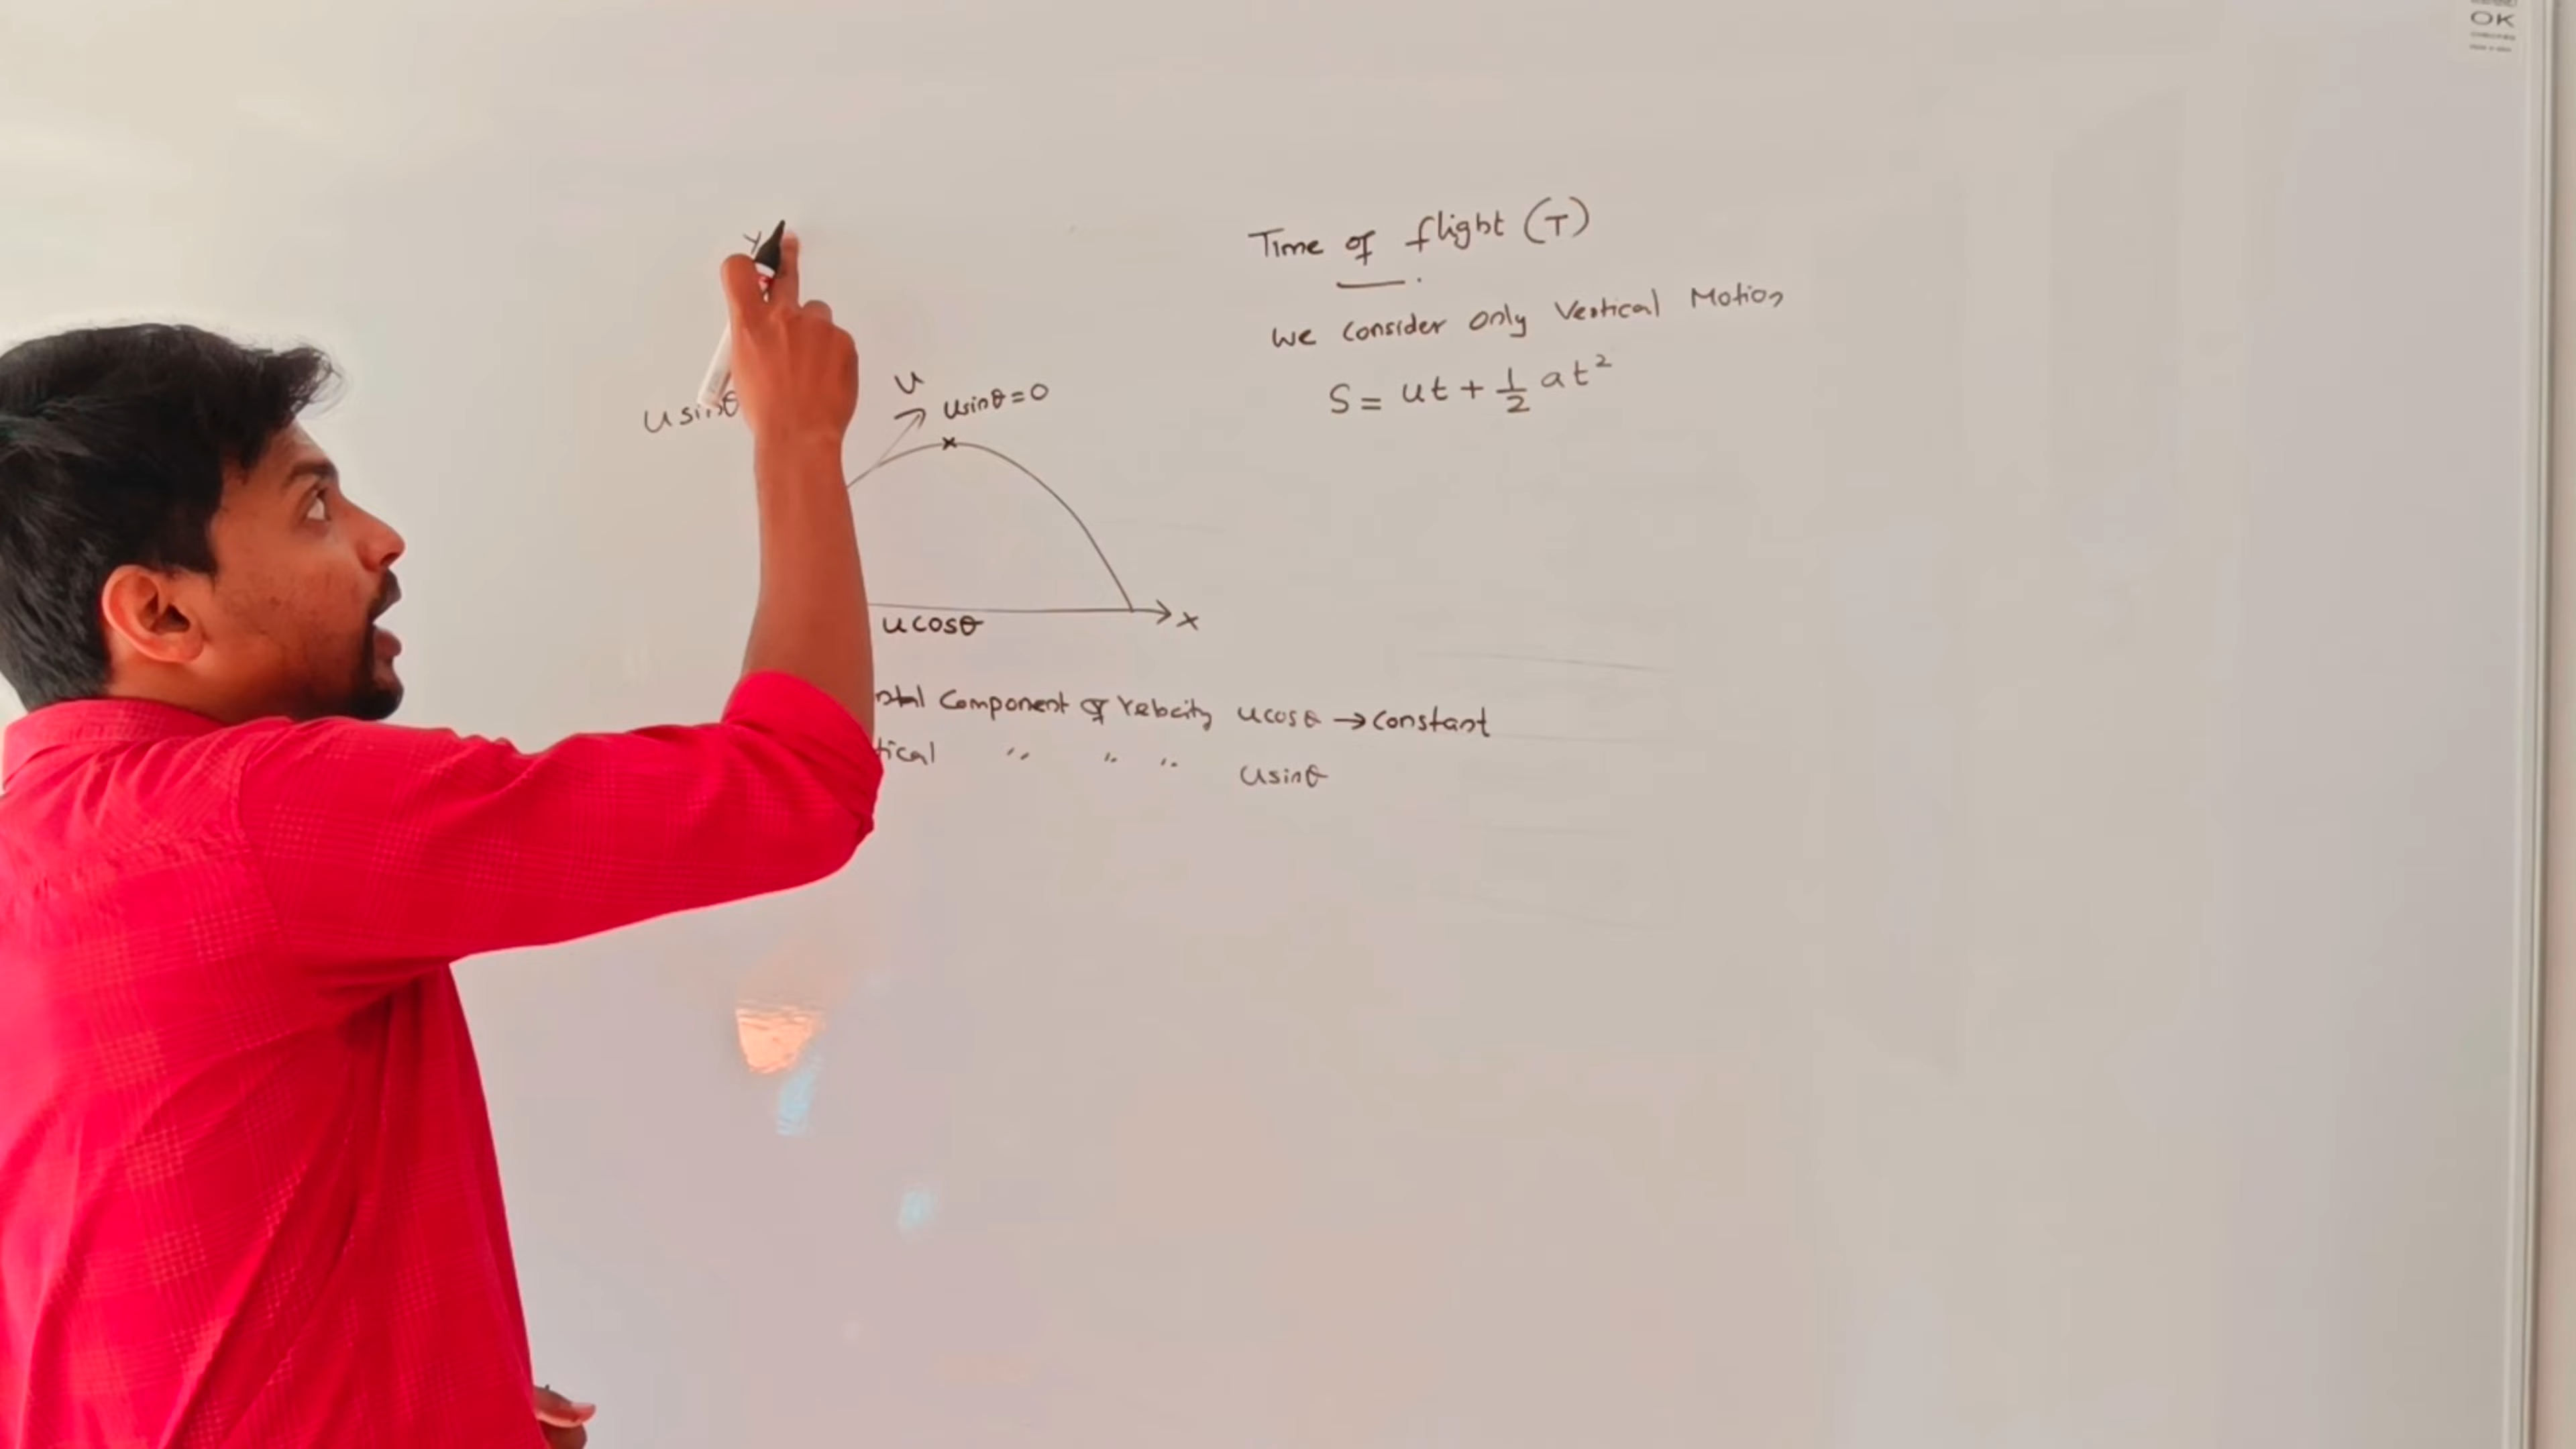 OK
Time of flight (T)
We Consider Only Vertical Motion
S = ut + 1/2 at²
Y
u
usinθ
usinθ = 0
ucosθ
x
ntal Component of Velocity ucosθ → Constant
tical " " " usinθ